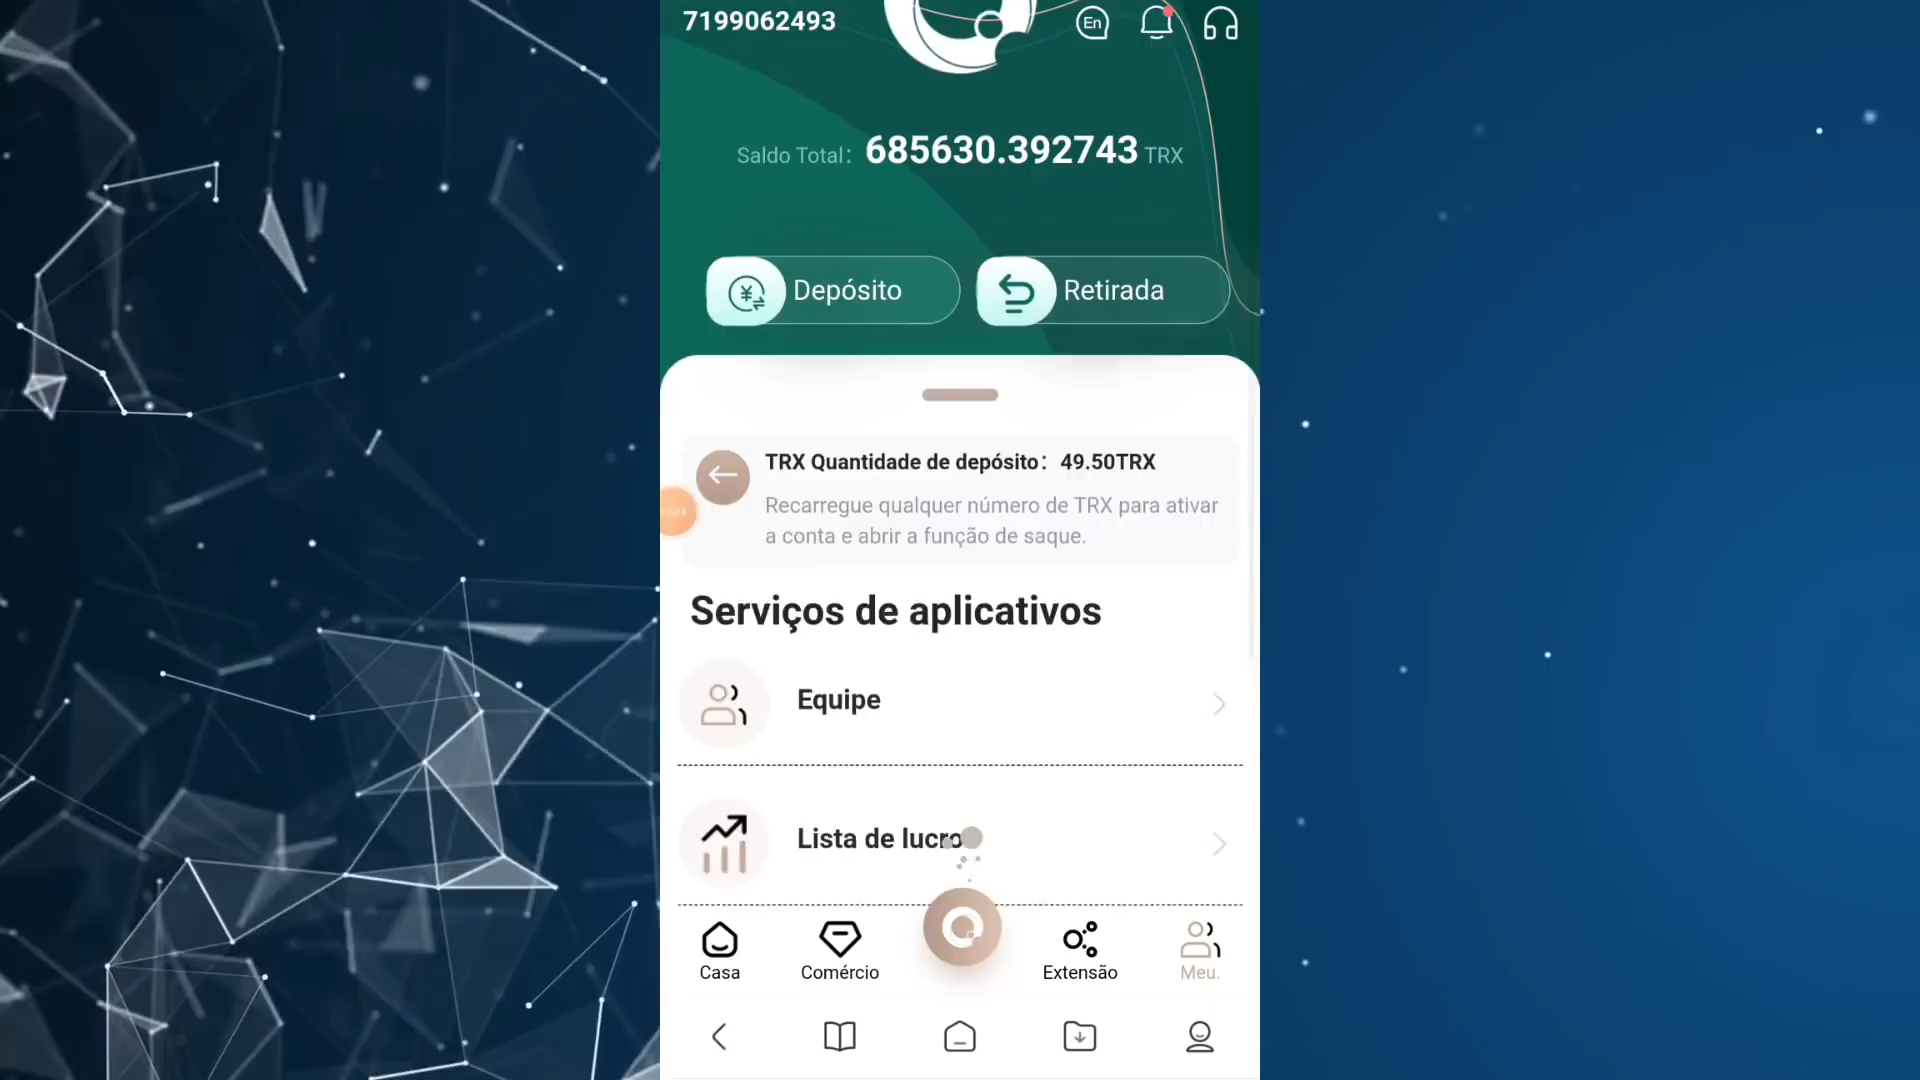 7199062493
En
Saldo Total: 685630.392743 TRX
Depósito
Retirada
TRX Quantidade de depósito: 49.50TRX
Recarregue qualquer número de TRX para ativar
a conta e abrir a função de saque.
Serviços de aplicativos
Equipe
Lista de lucro
Casa
Comércio
Extensão
Meu.